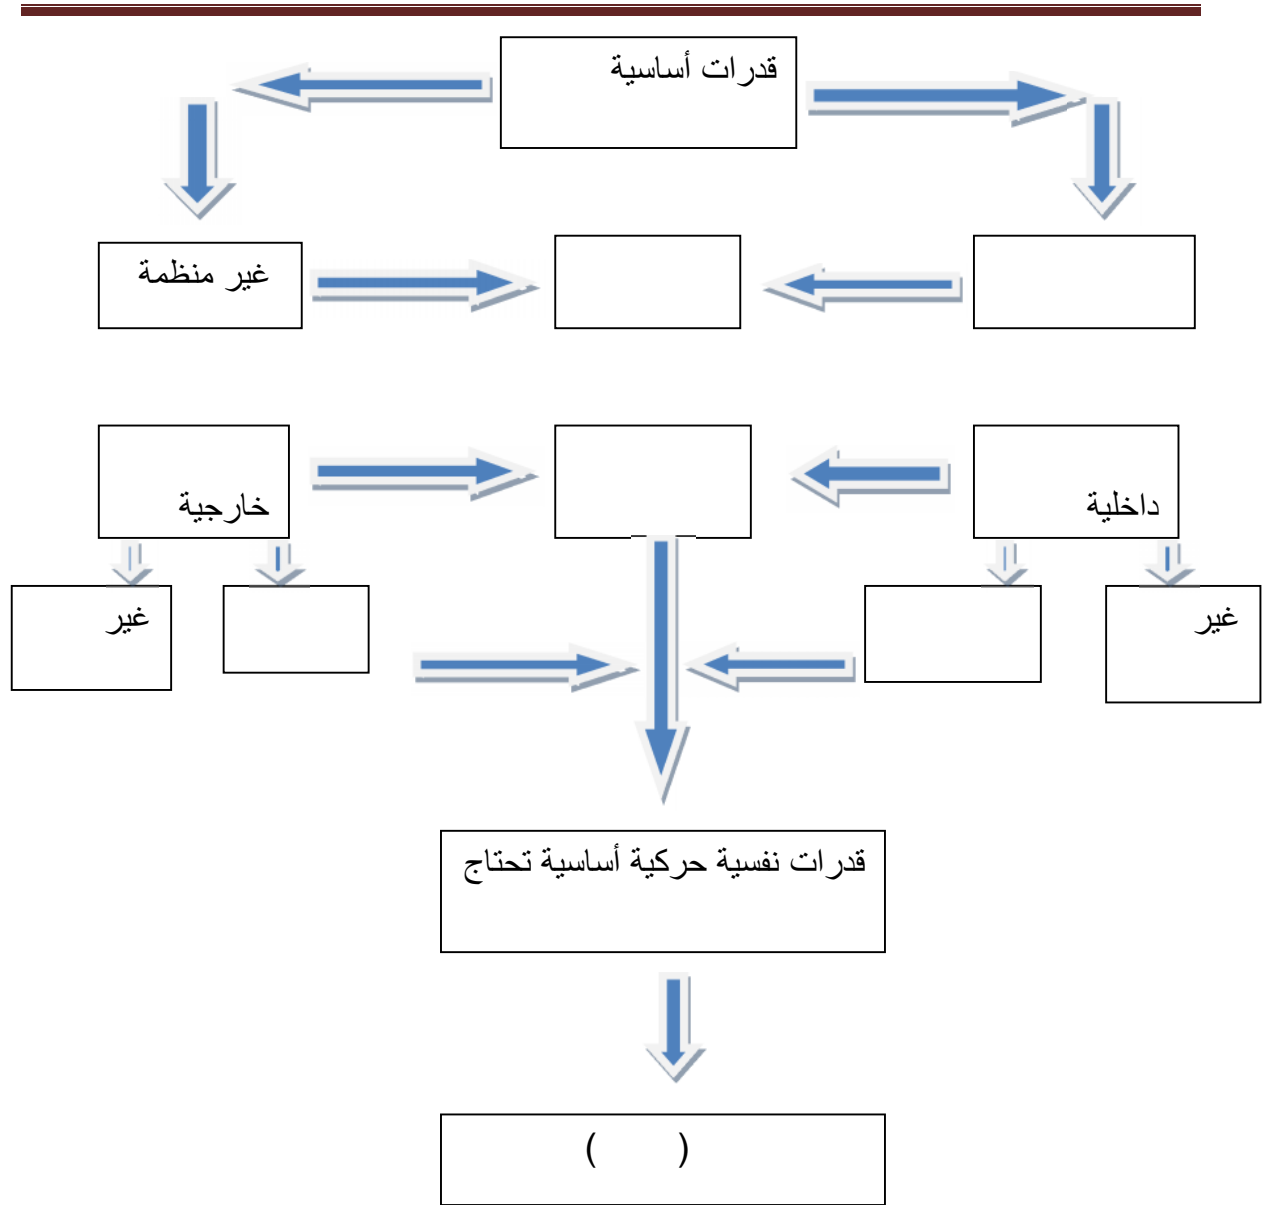 قدرات أساسية
غير منظمة
داخلية
خارجية
غير
غير
قدرات نفسية حركية أساسية تحتاج
( )